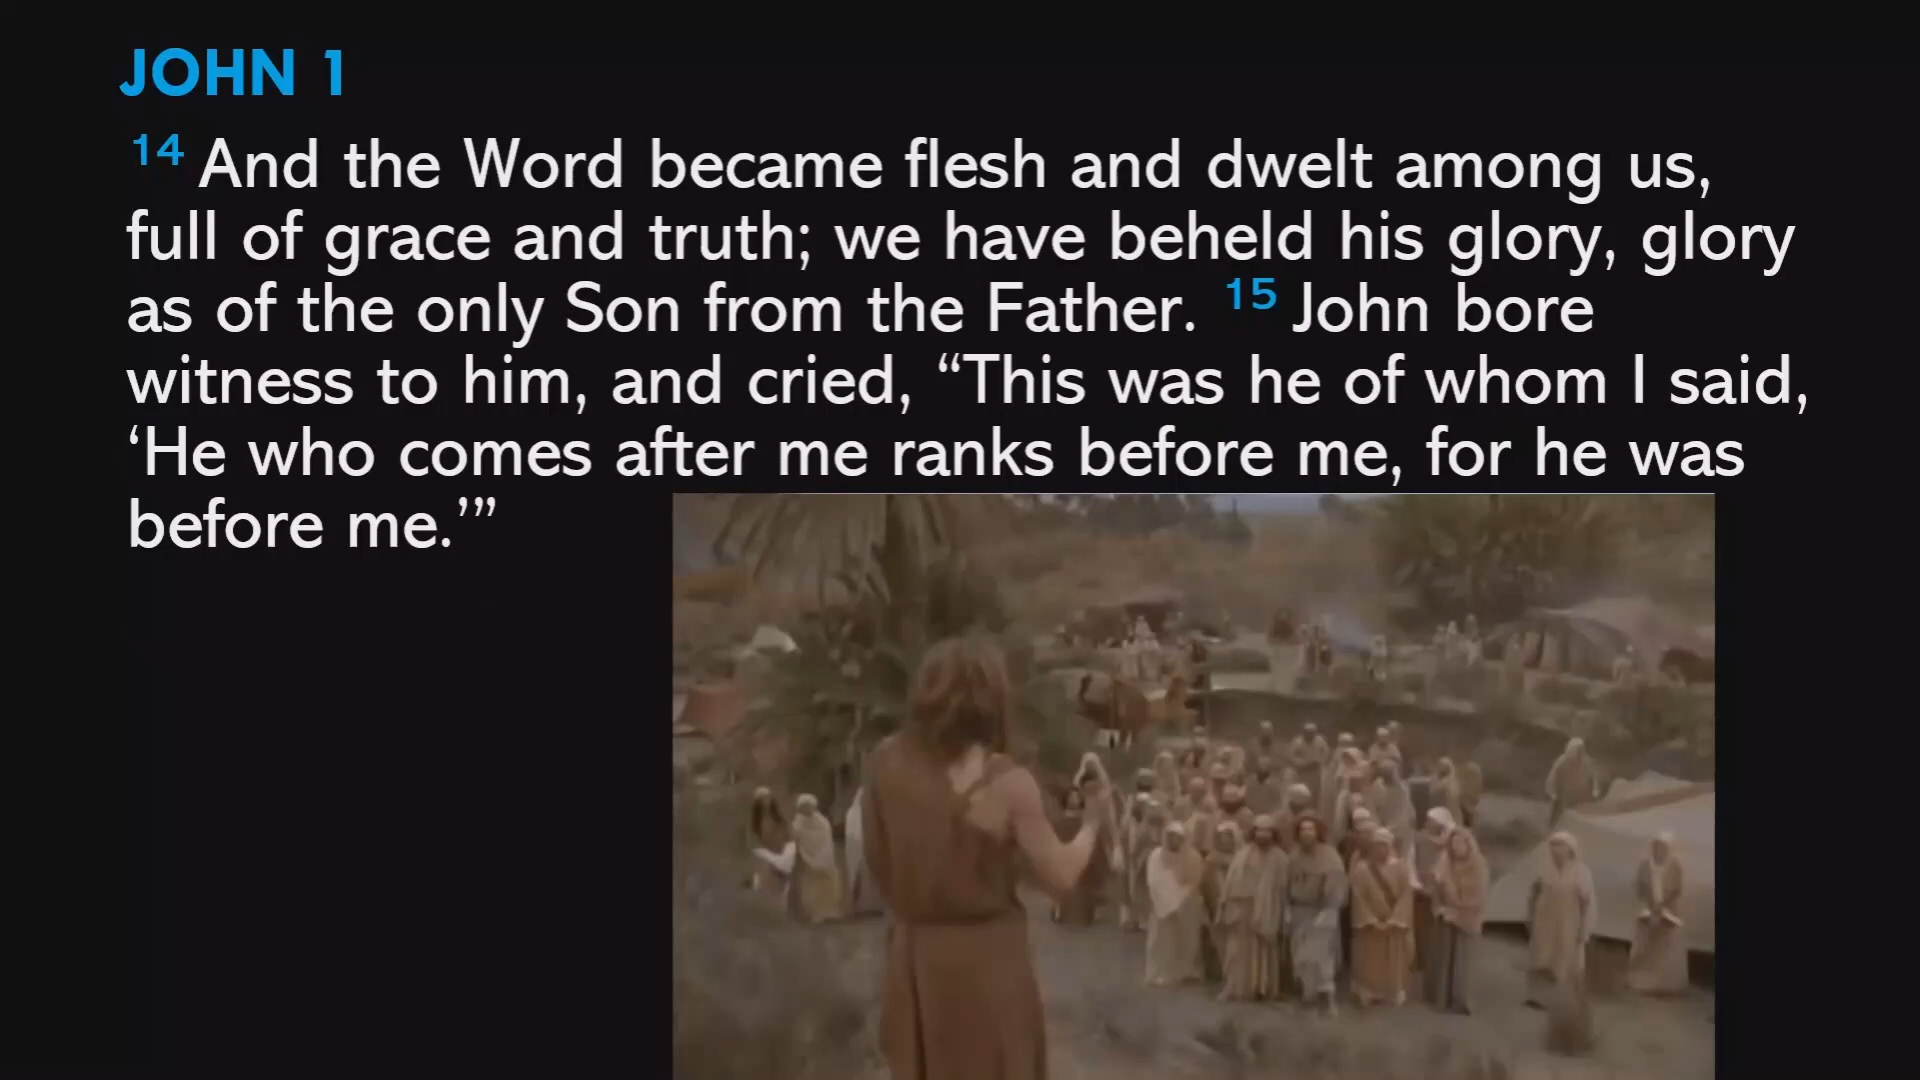 JOHN 1
14 And the Word became flesh and dwelt among us,
full of grace and truth; we have beheld his glory, glory
as of the only Son from the Father. 15 John bore
witness to him, and cried, “This was he of whom I said,
‘He who comes after me ranks before me, for he was
before me.’”